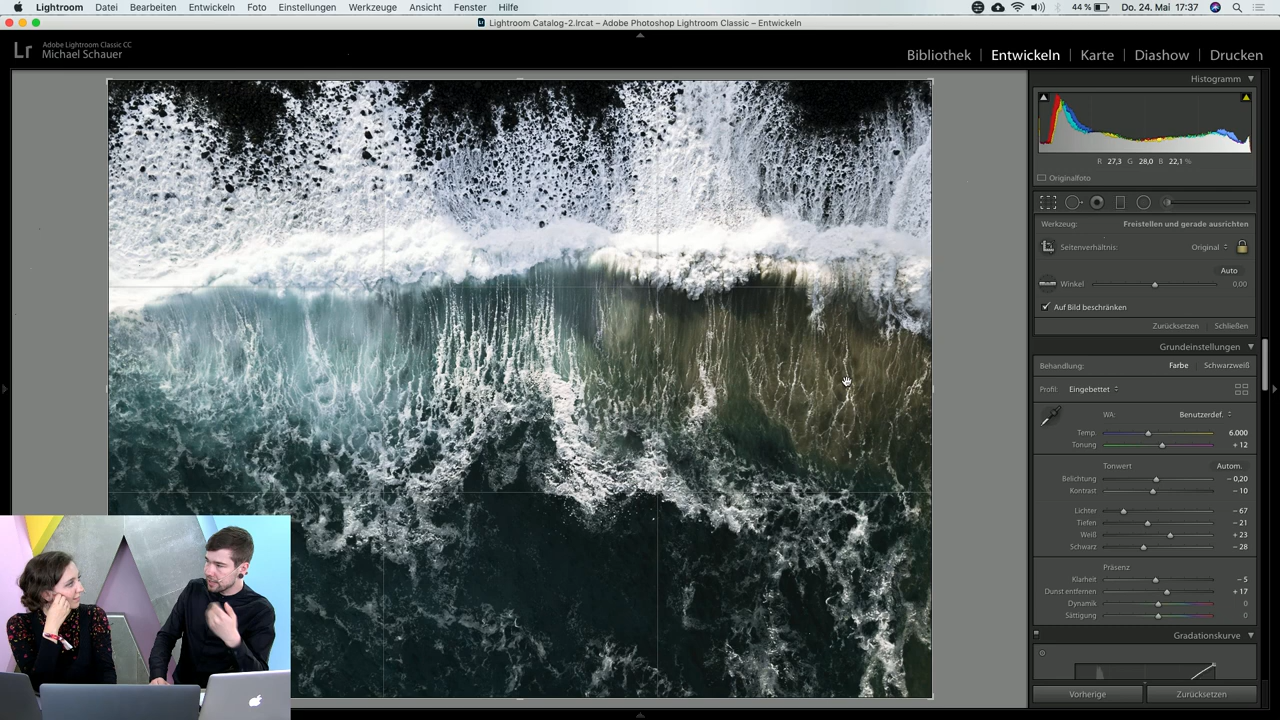 Lightroom Datei Bearbeiten Entwickeln Foto Einstellungen Werkzeuge Ansicht Fenster Hilfe 44 % Do. 24. Mai 17:37
Lightroom Catalog-2.lrcat – Adobe Photoshop Lightroom Classic – Entwickeln
Lr Adobe Lightroom Classic CC
Michael Schauer
Bibliothek Entwickeln Karte Diashow Drucken
Histogramm
R 27,3 G 28,0 B 22,1 %
Originalfoto
Werkzeug: Freistellen und gerade ausrichten
Seitenverhältnis: Original
Auto
Winkel 0,00
Auf Bild beschränken
Zurücksetzen Schließen
Grundeinstellungen
Behandlung: Farbe Schwarzweiß
Profil: Eingebettet
WA: Benutzerdef.
Temp. 6.000
Tonung + 12
Tonwert Autom.
Belichtung – 0,20
Kontrast – 10
Lichter – 67
Tiefen – 21
Weiß + 23
Schwarz – 28
Präsenz
Klarheit – 5
Dunst entfernen + 17
Dynamik 0
Sättigung 0
Gradationskurve
Vorherige Zurücksetzen